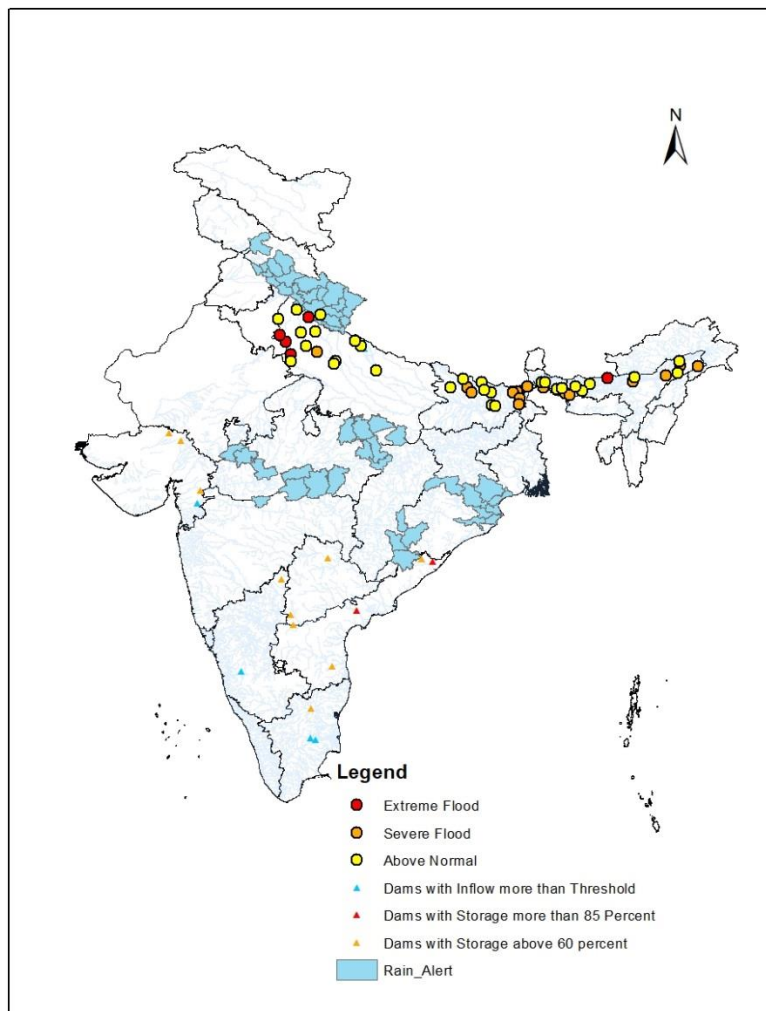 N
Legend
Extreme Flood
Severe Flood
Above Normal
Dams with Inflow more than Threshold
Dams with Storage more than 85 Percent
Dams with Storage above 60 percent
Rain_Alert